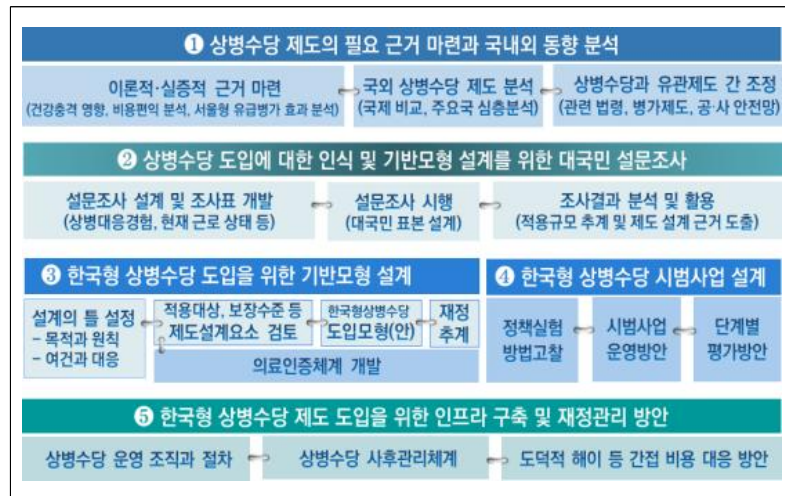 ❶ 상병수당 제도의 필요 근거 마련과 국내외 동향 분석
이론적·실증적 근거 마련
(건강충격 영향, 비용편익 분석, 서울형 유급병가 효과 분석)
국외 상병수당 제도 분석
(국제 비교, 주요국 심층분석)
상병수당과 유관제도 간 조정
(관련 법령, 병가제도, 공·사 안전망)
❷ 상병수당 도입에 대한 인식 및 기반모형 설계를 위한 대국민 설문조사
설문조사 설계 및 조사표 개발
(상병대응경험, 현재 근로 상태 등)
설문조사 시행
(대국민 표본 설계)
조사결과 분석 및 활용
(적용규모 추계 및 제도 설계 근거 도출)
❸ 한국형 상병수당 도입을 위한 기반모형 설계
설계의 틀 설정
– 목적과 원칙
– 여건과 대응
적용대상, 보장수준 등
제도설계요소 검토
한국형상병수당
도입모형(안)
재정
추계
의료인증체계 개발
❹ 한국형 상병수당 시범사업 설계
정책실험
방법고찰
시범사업
운영방안
단계별
평가방안
❺ 한국형 상병수당 제도 도입을 위한 인프라 구축 및 재정관리 방안
상병수당 운영 조직과 절차
상병수당 사후관리체계
도덕적 해이 등 간접 비용 대응 방안